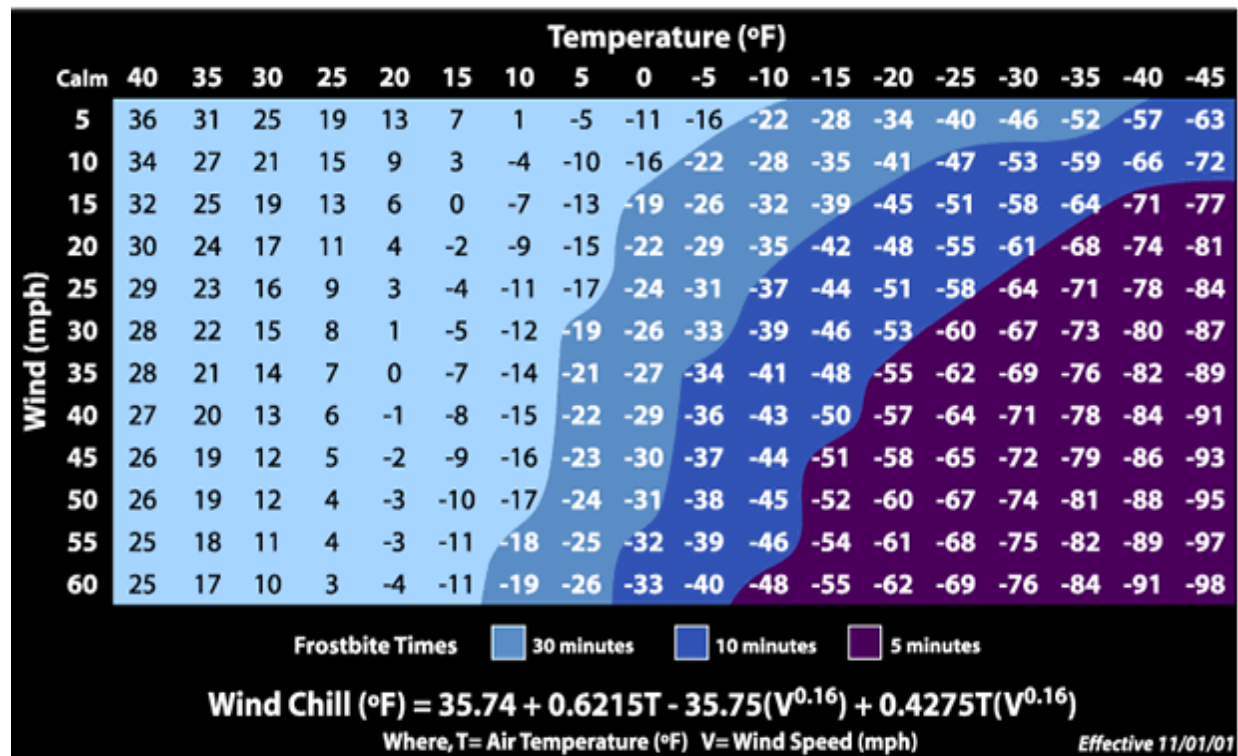 Temperature (ºF)
Calm 40 35 30 25 20 15 10 5 0 -5 -10 -15 -20 -25 -30 -35 -40 -45
5 36 31 25 19 13 7 1 -5 -11 -16 -22 -28 -34 -40 -46 -52 -57 -63
10 34 27 21 15 9 3 -4 -10 -16 -22 -28 -35 -41 -47 -53 -59 -66 -72
15 32 25 19 13 6 0 -7 -13 -19 -26 -32 -39 -45 -51 -58 -64 -71 -77
20 30 24 17 11 4 -2 -9 -15 -22 -29 -35 -42 -48 -55 -61 -68 -74 -81
25 29 23 16 9 3 -4 -11 -17 -24 -31 -37 -44 -51 -58 -64 -71 -78 -84
30 28 22 15 8 1 -5 -12 -19 -26 -33 -39 -46 -53 -60 -67 -73 -80 -87
35 28 21 14 7 0 -7 -14 -21 -27 -34 -41 -48 -55 -62 -69 -76 -82 -89
40 27 20 13 6 -1 -8 -15 -22 -29 -36 -43 -50 -57 -64 -71 -78 -84 -91
45 26 19 12 5 -2 -9 -16 -23 -30 -37 -44 -51 -58 -65 -72 -79 -86 -93
50 26 19 12 4 -3 -10 -17 -24 -31 -38 -45 -52 -60 -67 -74 -81 -88 -95
55 25 18 11 4 -3 -11 -18 -25 -32 -39 -46 -54 -61 -68 -75 -82 -89 -97
60 25 17 10 3 -4 -11 -19 -26 -33 -40 -48 -55 -62 -69 -76 -84 -91 -98
Wind (mph)
Frostbite Times 30 minutes 10 minutes 5 minutes
Wind Chill (ºF) = 35.74 + 0.6215T - 35.75(V^0.16) + 0.4275T(V^0.16)
Where, T= Air Temperature (ºF) V= Wind Speed (mph) Effective 11/01/01